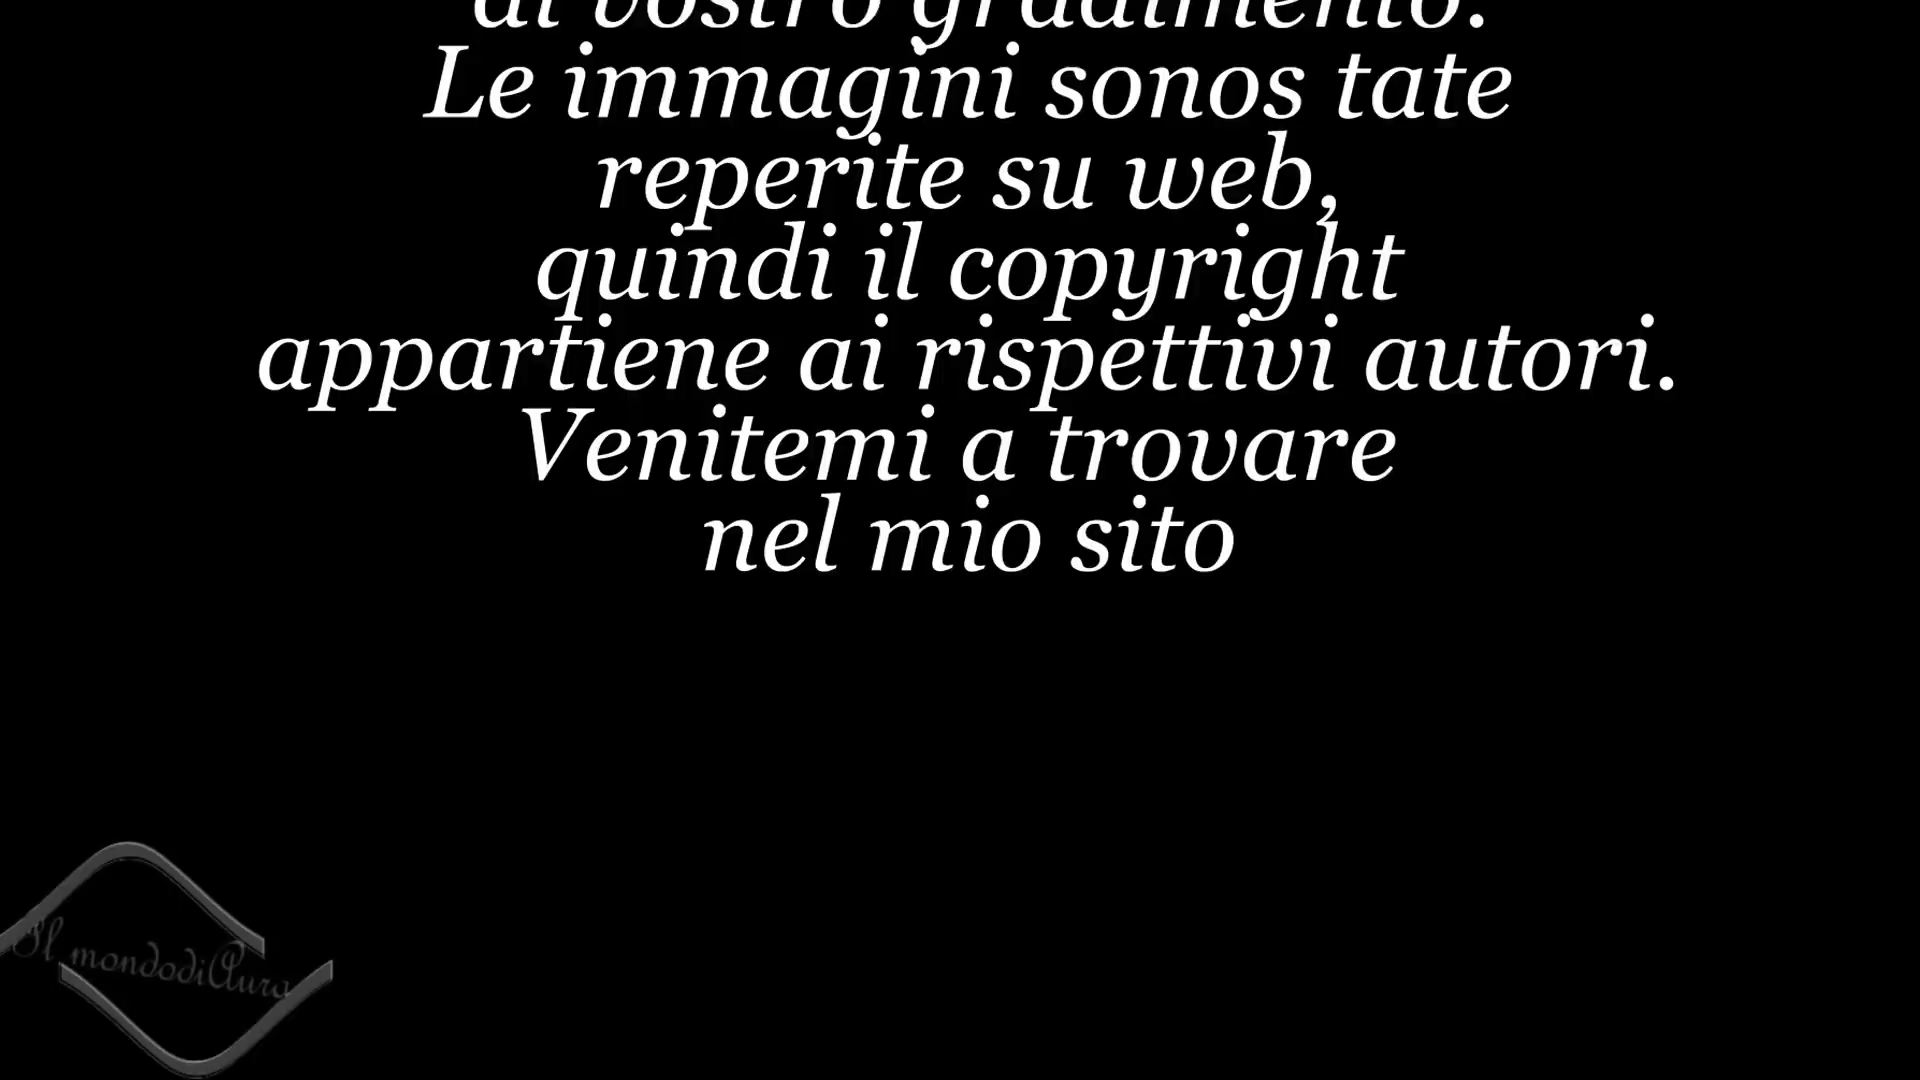 di vostro gradimento.
Le immagini sonos tate
reperite su web,
quindi il copyright
appartiene ai rispettivi autori.
Venitemi a trovare
nel mio sito
Il mondodiAura